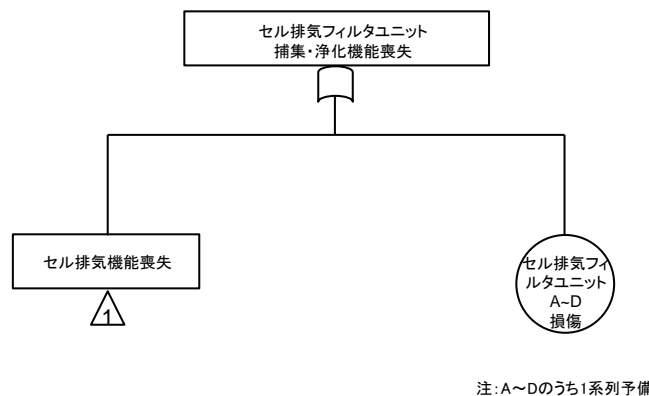 セル排気フィルタユニット
捕集・浄化機能喪失
セル排気機能喪失
1
セル排気フィ
ルタユニット
A~D
損傷
注：A～Dのうち1系列予備